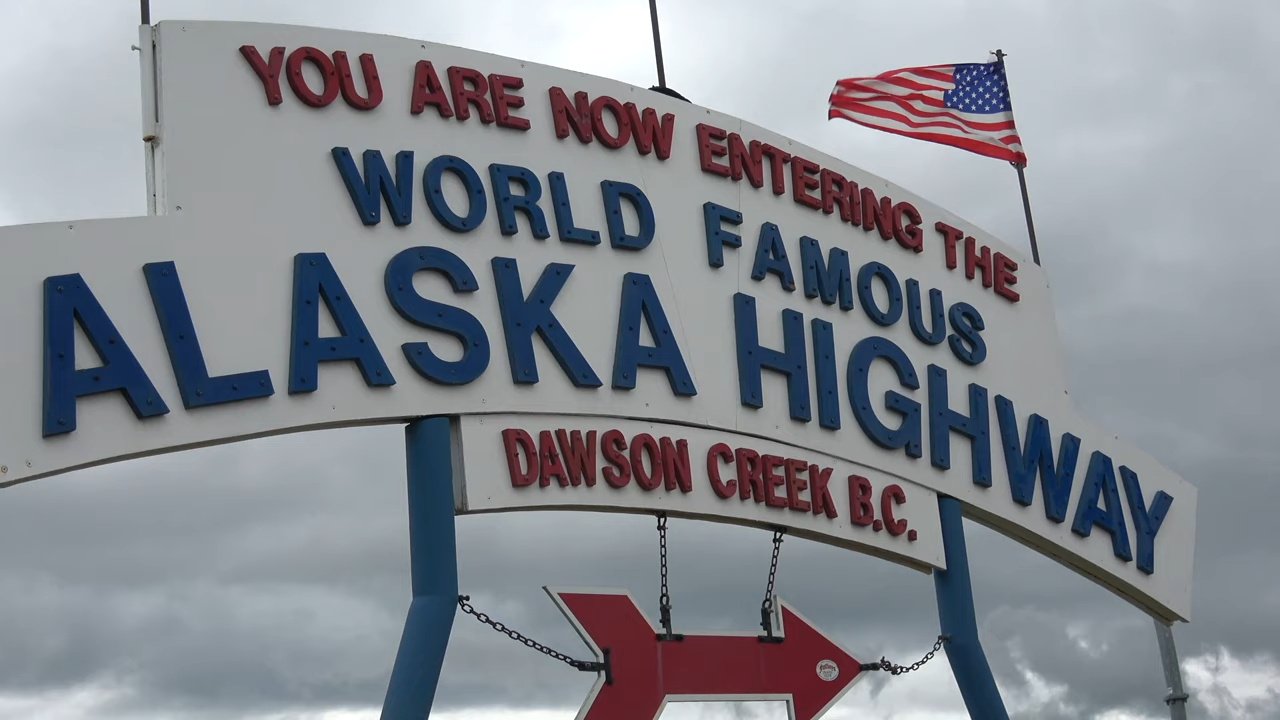 YOU ARE NOW ENTERING THE
WORLD FAMOUS
ALASKA HIGHWAY
DAWSON CREEK B.C.